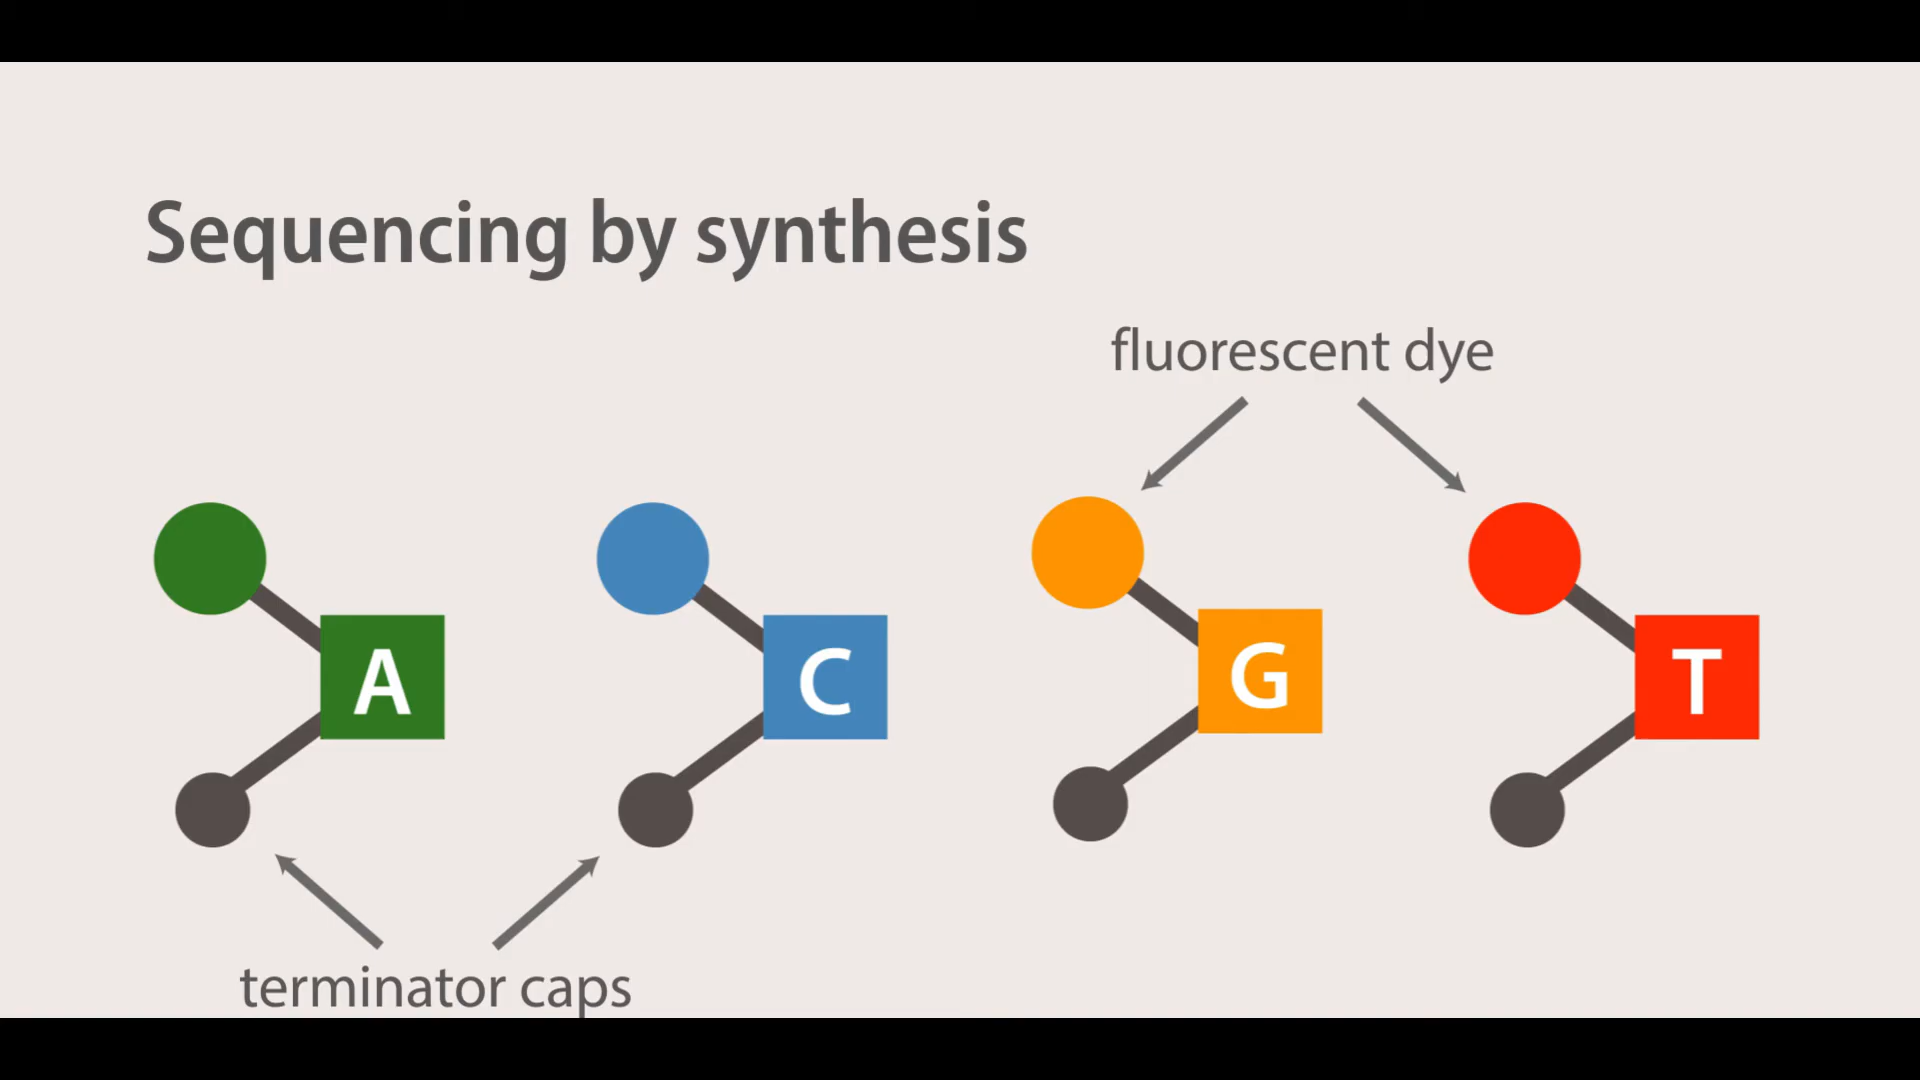 Sequencing by synthesis
fluorescent dye
A
C
G
T
terminator caps